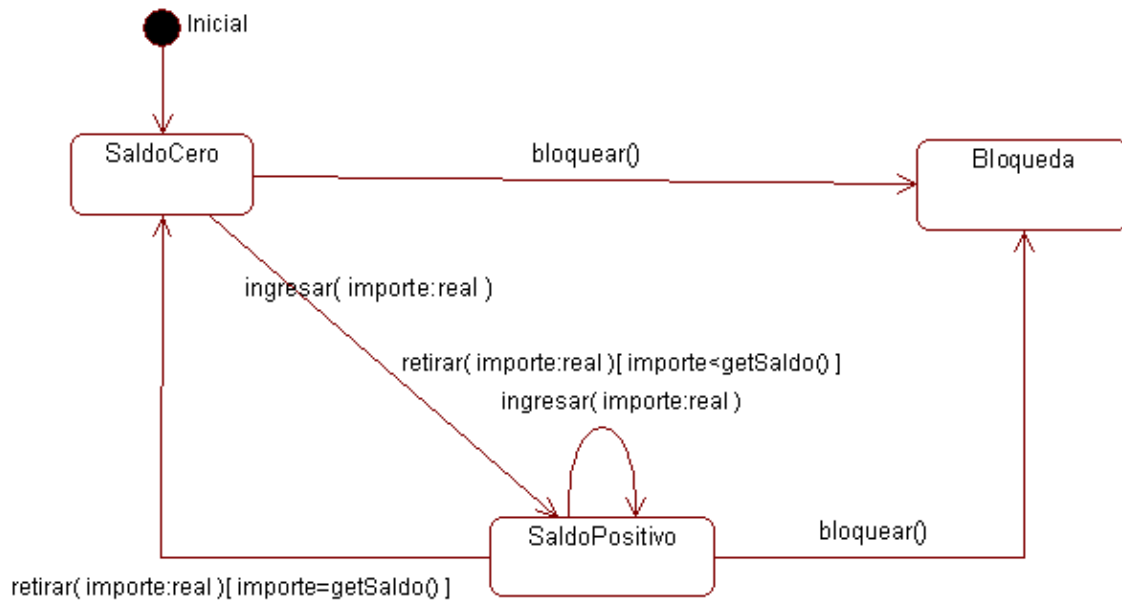 Inicial
SaldoCero
bloquear()
Bloqueda
ingresar( importe:real )
retirar( importe:real )[ importe<getSaldo() ]
ingresar( importe:real )
SaldoPositivo
bloquear()
retirar( importe:real )[ importe=getSaldo() ]